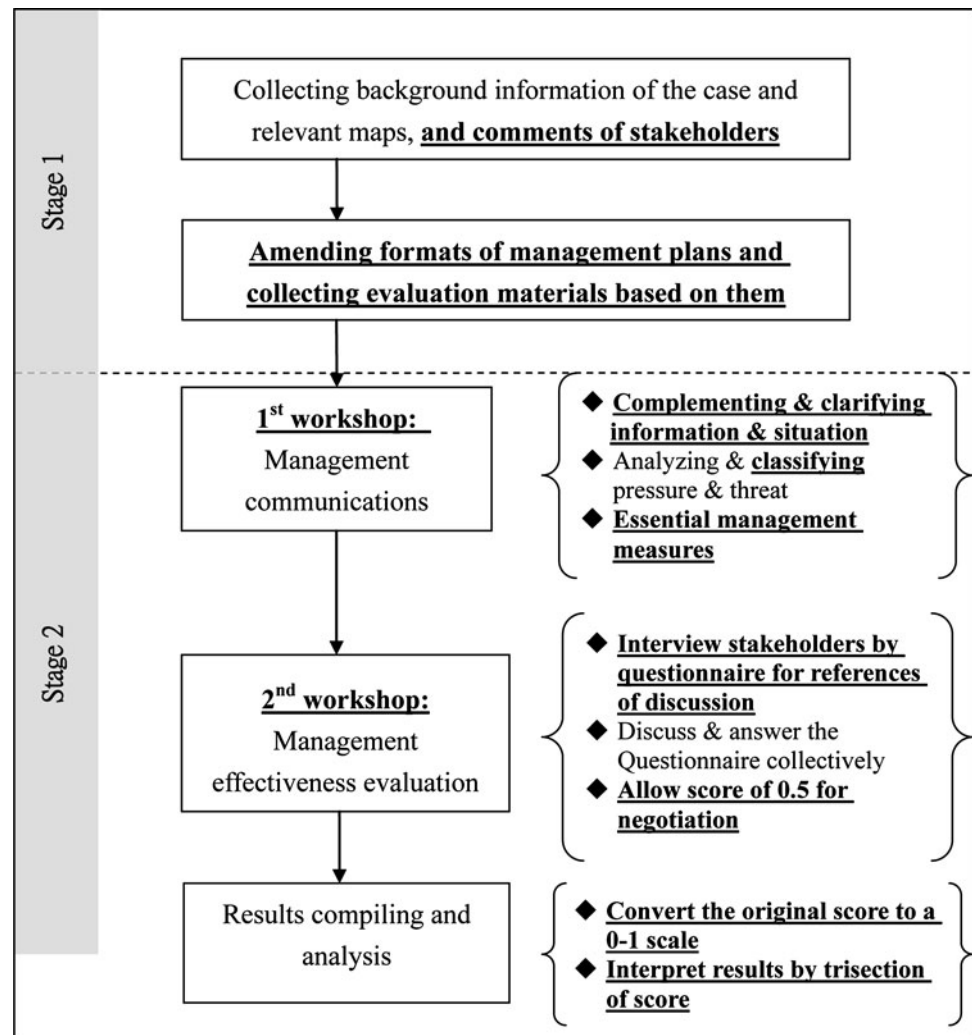 Stage 1
Collecting background information of the case and
relevant maps, and comments of stakeholders
Amending formats of management plans and
collecting evaluation materials based on them
Stage 2
1st workshop:
Management
communications
◆ Complementing & clarifying
information & situation
◆ Analyzing & classifying
pressure & threat
◆ Essential management
measures
2nd workshop:
Management
effectiveness evaluation
◆ Interview stakeholders by
questionnaire for references
of discussion
◆ Discuss & answer the
Questionnaire collectively
◆ Allow score of 0.5 for
negotiation
Results compiling and
analysis
◆ Convert the original score to a
0-1 scale
◆ Interpret results by trisection
of score